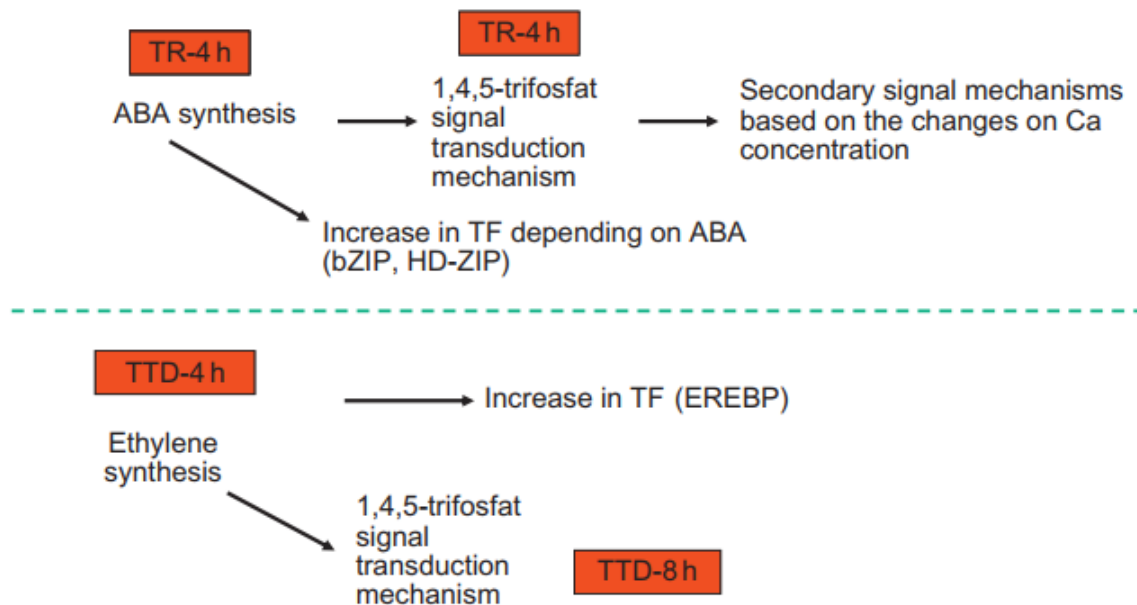 TR-4 h
TR-4 h
ABA synthesis
1,4,5-trifosfat
signal
transduction
mechanism
Secondary signal mechanisms
based on the changes on Ca
concentration
Increase in TF depending on ABA
(bZIP, HD-ZIP)
TTD-4 h
Increase in TF (EREBP)
Ethylene
synthesis
1,4,5-trifosfat
signal
transduction
mechanism
TTD-8 h